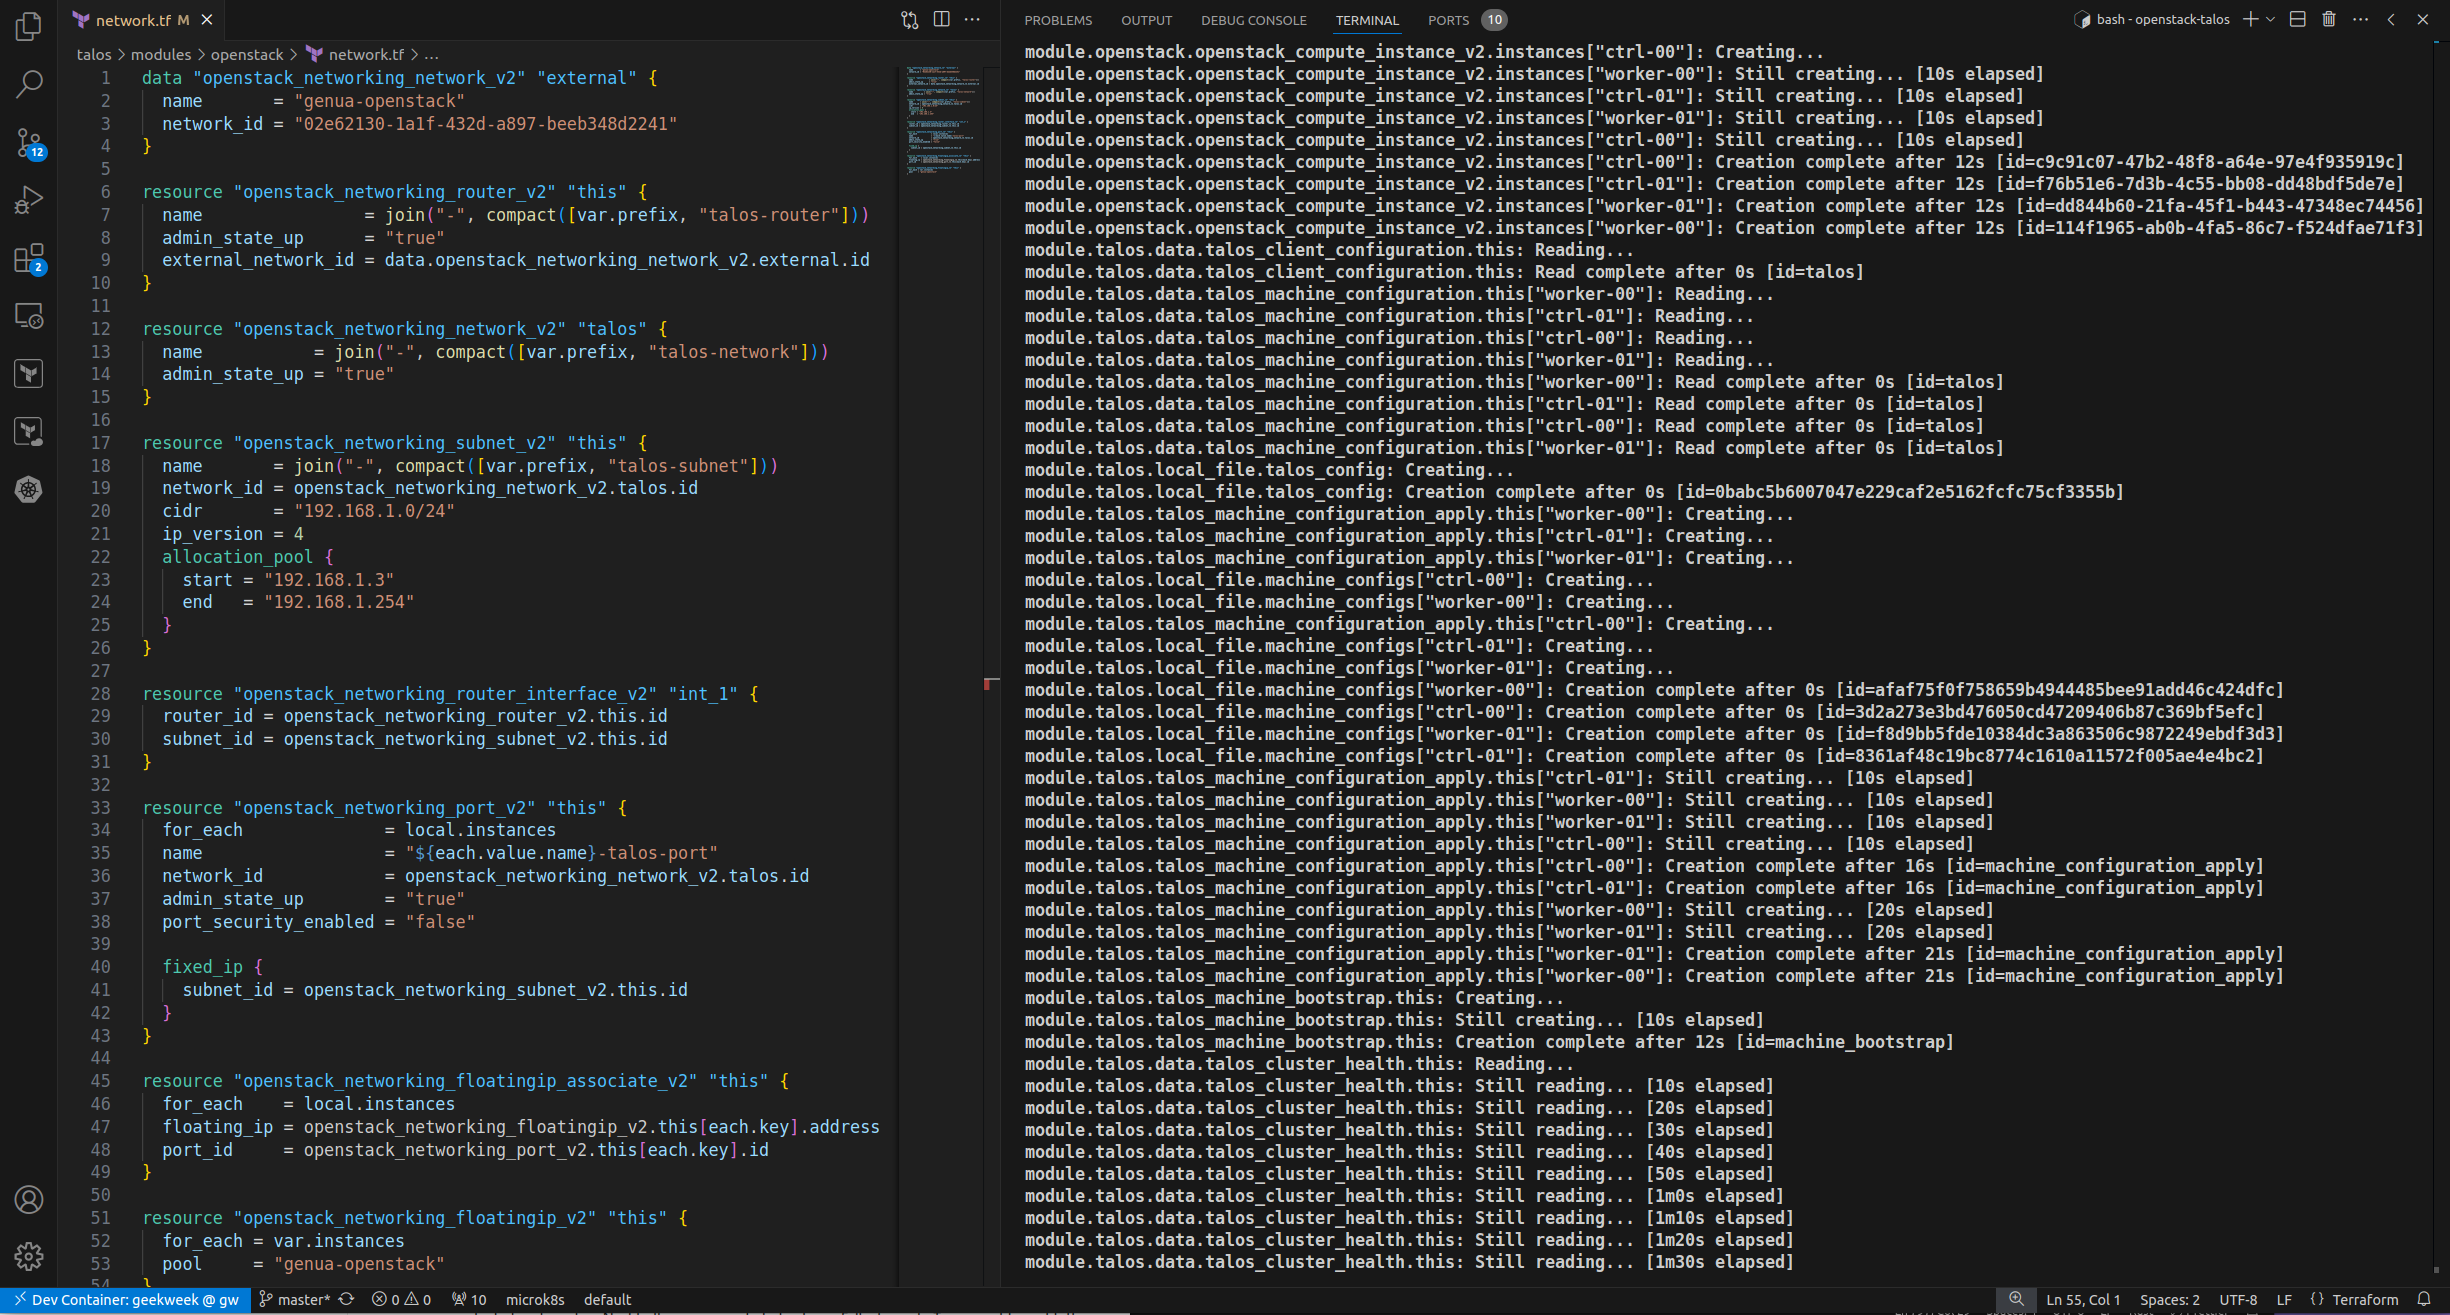 network.tf M
talos > modules > openstack > network.tf > ...
1 data "openstack_networking_network_v2" "external" {
2 name = "genua-openstack"
3 network_id = "02e62130-1a1f-432d-a897-beeb348d2241"
4 }
5
6 resource "openstack_networking_router_v2" "this" {
7 name = join("-", compact([var.prefix, "talos-router"]))
8 admin_state_up = "true"
9 external_network_id = data.openstack_networking_network_v2.external.id
10 }
11
12 resource "openstack_networking_network_v2" "talos" {
13 name = join("-", compact([var.prefix, "talos-network"]))
14 admin_state_up = "true"
15 }
16
17 resource "openstack_networking_subnet_v2" "this" {
18 name = join("-", compact([var.prefix, "talos-subnet"]))
19 network_id = openstack_networking_network_v2.talos.id
20 cidr = "192.168.1.0/24"
21 ip_version = 4
22 allocation_pool {
23 start = "192.168.1.3"
24 end = "192.168.1.254"
25 }
26 }
27
28 resource "openstack_networking_router_interface_v2" "int_1" {
29 router_id = openstack_networking_router_v2.this.id
30 subnet_id = openstack_networking_subnet_v2.this.id
31 }
32
33 resource "openstack_networking_port_v2" "this" {
34 for_each = local.instances
35 name = "${each.value.name}-talos-port"
36 network_id = openstack_networking_network_v2.talos.id
37 admin_state_up = "true"
38 port_security_enabled = "false"
39
40 fixed_ip {
41 subnet_id = openstack_networking_subnet_v2.this.id
42 }
43 }
44
45 resource "openstack_networking_floatingip_associate_v2" "this" {
46 for_each = local.instances
47 floating_ip = openstack_networking_floatingip_v2.this[each.key].address
48 port_id = openstack_networking_port_v2.this[each.key].id
49 }
50
51 resource "openstack_networking_floatingip_v2" "this" {
52 for_each = var.instances
53 pool = "genua-openstack"
54 }
12
2
PROBLEMS OUTPUT DEBUG CONSOLE TERMINAL PORTS 10
bash - openstack-talos
module.openstack.openstack_compute_instance_v2.instances["ctrl-00"]: Creating...
module.openstack.openstack_compute_instance_v2.instances["worker-00"]: Still creating... [10s elapsed]
module.openstack.openstack_compute_instance_v2.instances["ctrl-01"]: Still creating... [10s elapsed]
module.openstack.openstack_compute_instance_v2.instances["worker-01"]: Still creating... [10s elapsed]
module.openstack.openstack_compute_instance_v2.instances["ctrl-00"]: Still creating... [10s elapsed]
module.openstack.openstack_compute_instance_v2.instances["ctrl-00"]: Creation complete after 12s [id=c9c91c07-47b2-48f8-a64e-97e4f935919c]
module.openstack.openstack_compute_instance_v2.instances["ctrl-01"]: Creation complete after 12s [id=f76b51e6-7d3b-4c55-bb08-dd48bdf5de7e]
module.openstack.openstack_compute_instance_v2.instances["worker-01"]: Creation complete after 12s [id=dd844b60-21fa-45f1-b443-47348ec74456]
module.openstack.openstack_compute_instance_v2.instances["worker-00"]: Creation complete after 12s [id=114f1965-ab0b-4fa5-86c7-f524dfae71f3]
module.talos.data.talos_client_configuration.this: Reading...
module.talos.data.talos_client_configuration.this: Read complete after 0s [id=talos]
module.talos.data.talos_machine_configuration.this["worker-00"]: Reading...
module.talos.data.talos_machine_configuration.this["ctrl-01"]: Reading...
module.talos.data.talos_machine_configuration.this["ctrl-00"]: Reading...
module.talos.data.talos_machine_configuration.this["worker-01"]: Reading...
module.talos.data.talos_machine_configuration.this["worker-00"]: Read complete after 0s [id=talos]
module.talos.data.talos_machine_configuration.this["ctrl-01"]: Read complete after 0s [id=talos]
module.talos.data.talos_machine_configuration.this["ctrl-00"]: Read complete after 0s [id=talos]
module.talos.data.talos_machine_configuration.this["worker-01"]: Read complete after 0s [id=talos]
module.talos.local_file.talos_config: Creating...
module.talos.local_file.talos_config: Creation complete after 0s [id=0babc5b6007047e229caf2e5162fcfc75cf3355b]
module.talos.talos_machine_configuration_apply.this["worker-00"]: Creating...
module.talos.talos_machine_configuration_apply.this["ctrl-01"]: Creating...
module.talos.talos_machine_configuration_apply.this["worker-01"]: Creating...
module.talos.local_file.machine_configs["ctrl-00"]: Creating...
module.talos.local_file.machine_configs["worker-00"]: Creating...
module.talos.talos_machine_configuration_apply.this["ctrl-00"]: Creating...
module.talos.local_file.machine_configs["ctrl-01"]: Creating...
module.talos.local_file.machine_configs["worker-01"]: Creating...
module.talos.local_file.machine_configs["worker-00"]: Creation complete after 0s [id=afaf75f0f758659b4944485bee91add46c424dfc]
module.talos.local_file.machine_configs["ctrl-00"]: Creation complete after 0s [id=3d2a273e3bd476050cd47209406b87c369bf5efc]
module.talos.local_file.machine_configs["worker-01"]: Creation complete after 0s [id=f8d9bb5fde10384dc3a863506c9872249ebdf3d3]
module.talos.local_file.machine_configs["ctrl-01"]: Creation complete after 0s [id=8361af48c19bc8774c1610a11572f005ae4e4bc2]
module.talos.talos_machine_configuration_apply.this["ctrl-01"]: Still creating... [10s elapsed]
module.talos.talos_machine_configuration_apply.this["worker-00"]: Still creating... [10s elapsed]
module.talos.talos_machine_configuration_apply.this["worker-01"]: Still creating... [10s elapsed]
module.talos.talos_machine_configuration_apply.this["ctrl-00"]: Still creating... [10s elapsed]
module.talos.talos_machine_configuration_apply.this["ctrl-00"]: Creation complete after 16s [id=machine_configuration_apply]
module.talos.talos_machine_configuration_apply.this["ctrl-01"]: Creation complete after 16s [id=machine_configuration_apply]
module.talos.talos_machine_configuration_apply.this["worker-00"]: Still creating... [20s elapsed]
module.talos.talos_machine_configuration_apply.this["worker-01"]: Still creating... [20s elapsed]
module.talos.talos_machine_configuration_apply.this["worker-01"]: Creation complete after 21s [id=machine_configuration_apply]
module.talos.talos_machine_configuration_apply.this["worker-00"]: Creation complete after 21s [id=machine_configuration_apply]
module.talos.talos_machine_bootstrap.this: Creating...
module.talos.talos_machine_bootstrap.this: Still creating... [10s elapsed]
module.talos.talos_machine_bootstrap.this: Creation complete after 12s [id=machine_bootstrap]
module.talos.data.talos_cluster_health.this: Reading...
module.talos.data.talos_cluster_health.this: Still reading... [10s elapsed]
module.talos.data.talos_cluster_health.this: Still reading... [20s elapsed]
module.talos.data.talos_cluster_health.this: Still reading... [30s elapsed]
module.talos.data.talos_cluster_health.this: Still reading... [40s elapsed]
module.talos.data.talos_cluster_health.this: Still reading... [50s elapsed]
module.talos.data.talos_cluster_health.this: Still reading... [1m0s elapsed]
module.talos.data.talos_cluster_health.this: Still reading... [1m10s elapsed]
module.talos.data.talos_cluster_health.this: Still reading... [1m20s elapsed]
module.talos.data.talos_cluster_health.this: Still reading... [1m30s elapsed]
Dev Container: geekweek @ gw master* 0 0 10 microk8s default Ln 55, Col 1 Spaces: 2 UTF-8 LF {} Terraform